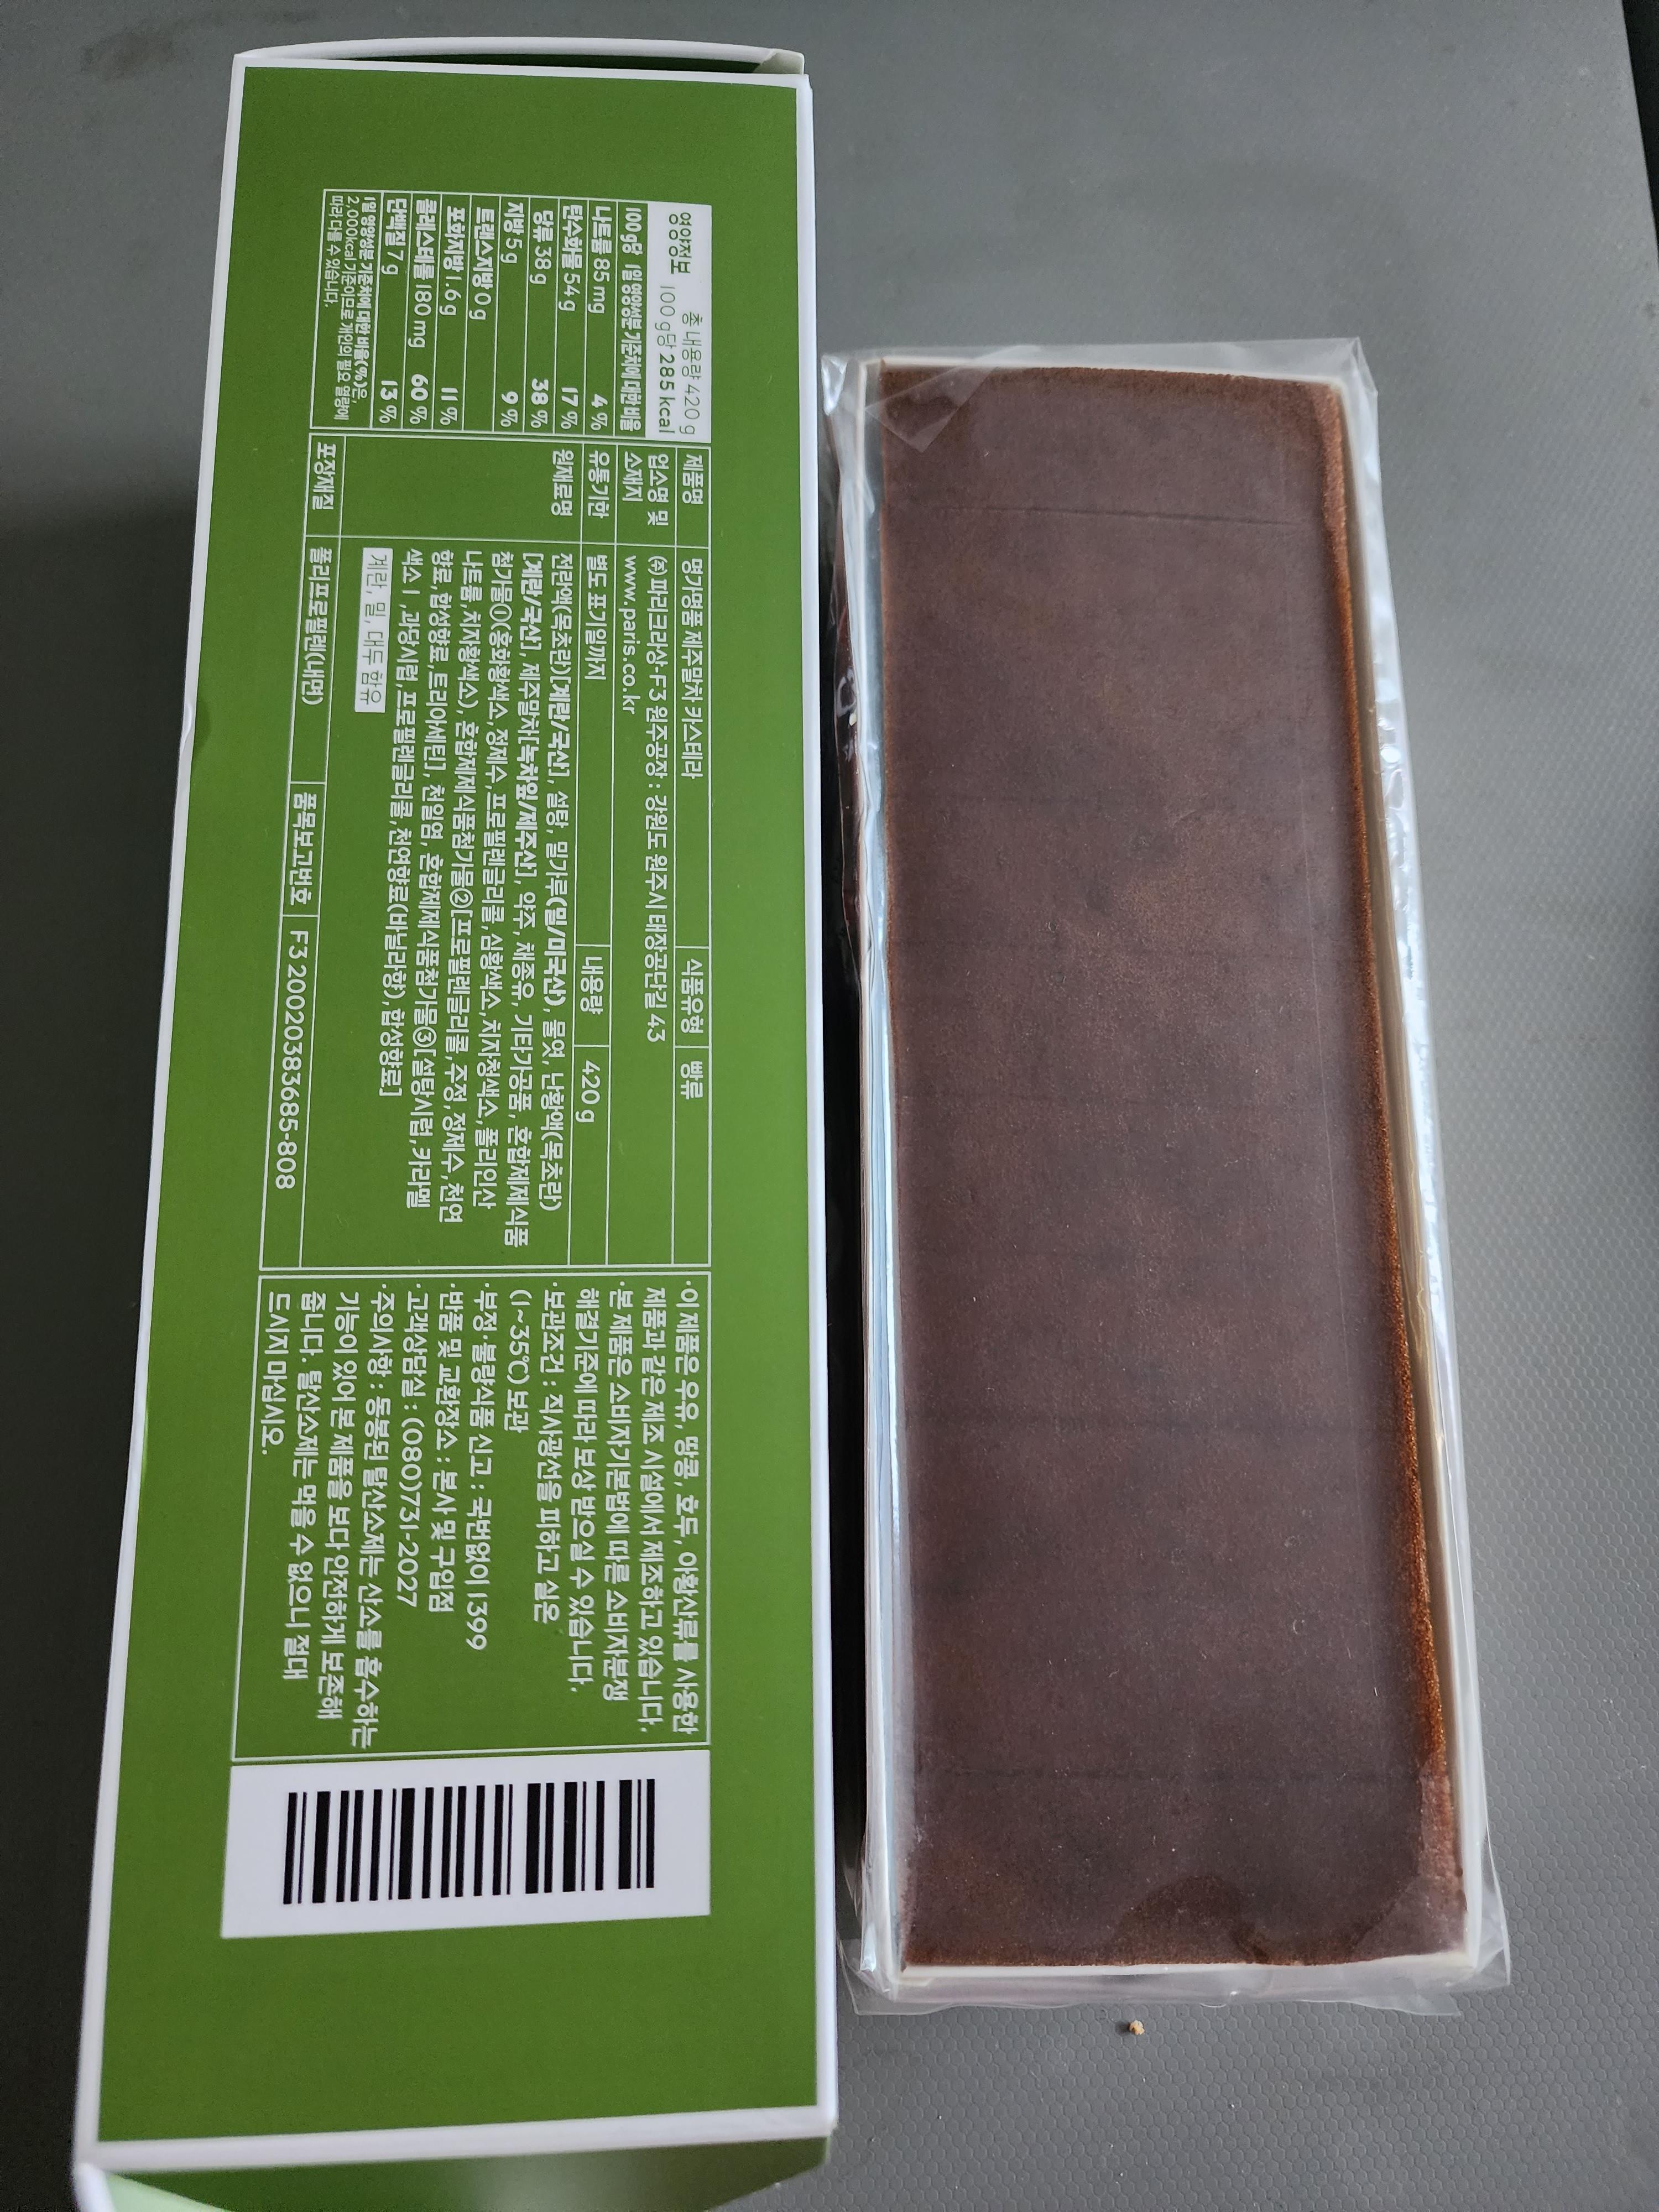 영양정보
총 내용량 420 g
100 g당 285 kcal
100 g당 1일 영양성분 기준치에 대한 비율
나트륨 85 mg 4 %
탄수화물 54 g 17 %
당류 38 g 38 %
지방 5 g 9 %
트랜스지방 0 g
포화지방 1.6 g 11 %
콜레스테롤 180 mg 60 %
단백질 7 g 13 %
1일 영양성분 기준치에 대한 비율(%)은,
2,000 kcal 기준이므로 개인의 필요 열량에
따라 다를 수 있습니다.
제품명 명가명품 제주말차 카스테라 식품유형 빵류
업소명 및
소재지
(주)파리크라상-F3 원주공장 : 강원도 원주시 태장공단길 43
www.paris.co.kr
유통기한 별도 표기일까지 내용량 420 g
원재료명 전란액(목초란)[계란/국산], 설탕, 밀가루(밀/미국산), 물엿, 난황액(목초란)
[계란/국산], 제주말차[녹차잎/제주산], 약주, 채종유, 기타가공품, 혼합제제식품
첨가물①(홍화황색소,정제수,프로필렌글리콜,심황색소,치자청색소,폴리인산
나트륨,치자황색소), 혼합제제식품첨가물②[프로필렌글리콜,주정,정제수,천연
향료,합성향료,트리아세틴], 천일염, 혼합제제식품첨가물③[설탕시럽,카라멜
색소Ⅰ,과당시럽,프로필렌글리콜,천연향료(바닐라향),합성향료]
계란, 밀, 대두 함유
포장재질 폴리프로필렌(내면) 품목보고번호 F3 20020383685-808
·이 제품은 우유, 땅콩, 호두, 아황산류를 사용한
제품과 같은 제조 시설에서 제조하고 있습니다.
·본 제품은 소비자기본법에 따른 소비자분쟁
해결기준에 따라 보상 받으실 수 있습니다.
·보관조건 : 직사광선을 피하고 실온
(1~35℃) 보관
·부정·불량식품 신고 : 국번없이 1399
·반품 및 교환장소 : 본사 및 구입점
·고객상담실 : (080)731-2027
·주의사항 : 동봉된 탈산소제는 산소를 흡수하는
기능이 있어 본 제품을 보다 안전하게 보존해
줍니다. 탈산소제는 먹을 수 없으니 절대
드시지 마십시오.